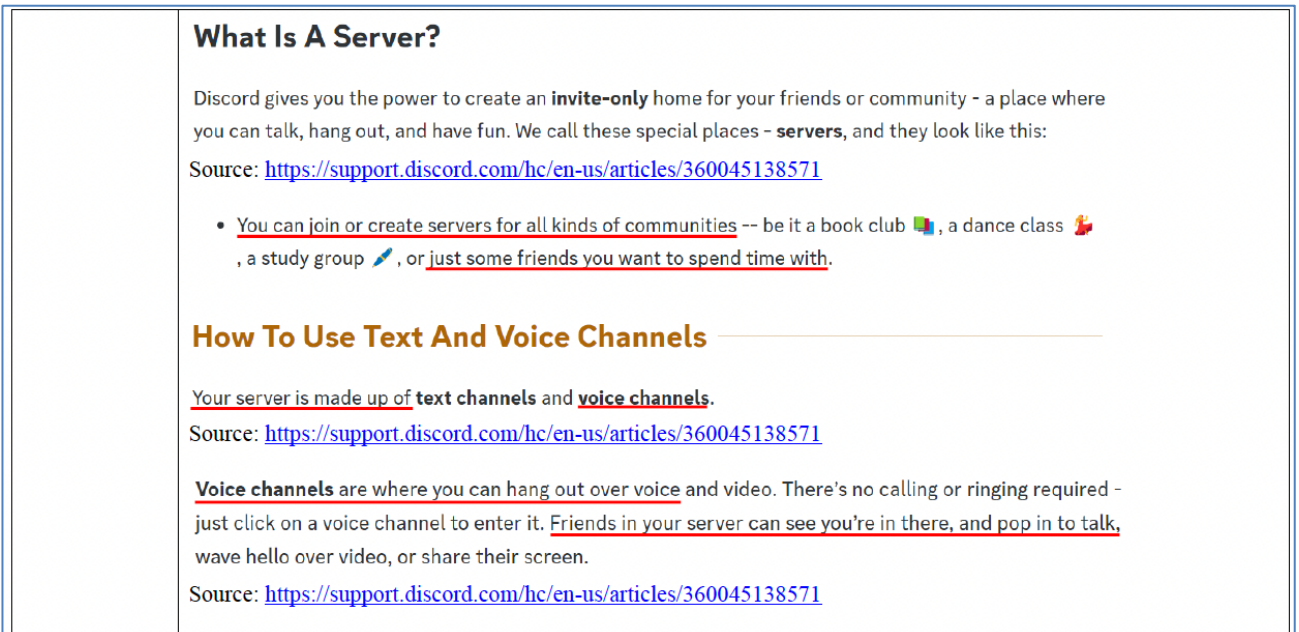 What Is A Server?
Discord gives you the power to create an invite-only home for your friends or community - a place where
you can talk, hang out, and have fun. We call these special places - servers, and they look like this:
Source: https://support.discord.com/hc/en-us/articles/360045138571
• You can join or create servers for all kinds of communities -- be it a book club 📚, a dance class 💃
, a study group 🖌️, or just some friends you want to spend time with.
How To Use Text And Voice Channels
Your server is made up of text channels and voice channels.
Source: https://support.discord.com/hc/en-us/articles/360045138571
Voice channels are where you can hang out over voice and video. There's no calling or ringing required -
just click on a voice channel to enter it. Friends in your server can see you're in there, and pop in to talk,
wave hello over video, or share their screen.
Source: https://support.discord.com/hc/en-us/articles/360045138571